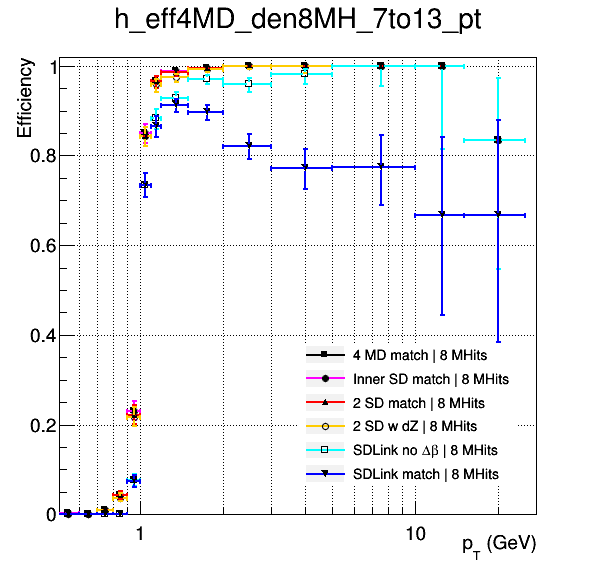 h_eff4MD_den8MH_7to13_pt
Efficiency
1
0.8
0.6
0.4
0.2
0
4 MD match | 8 MHits
Inner SD match | 8 MHits
2 SD match | 8 MHits
2 SD w dZ | 8 MHits
SDLink no Δβ | 8 MHits
SDLink match | 8 MHits
1
10
p_T (GeV)